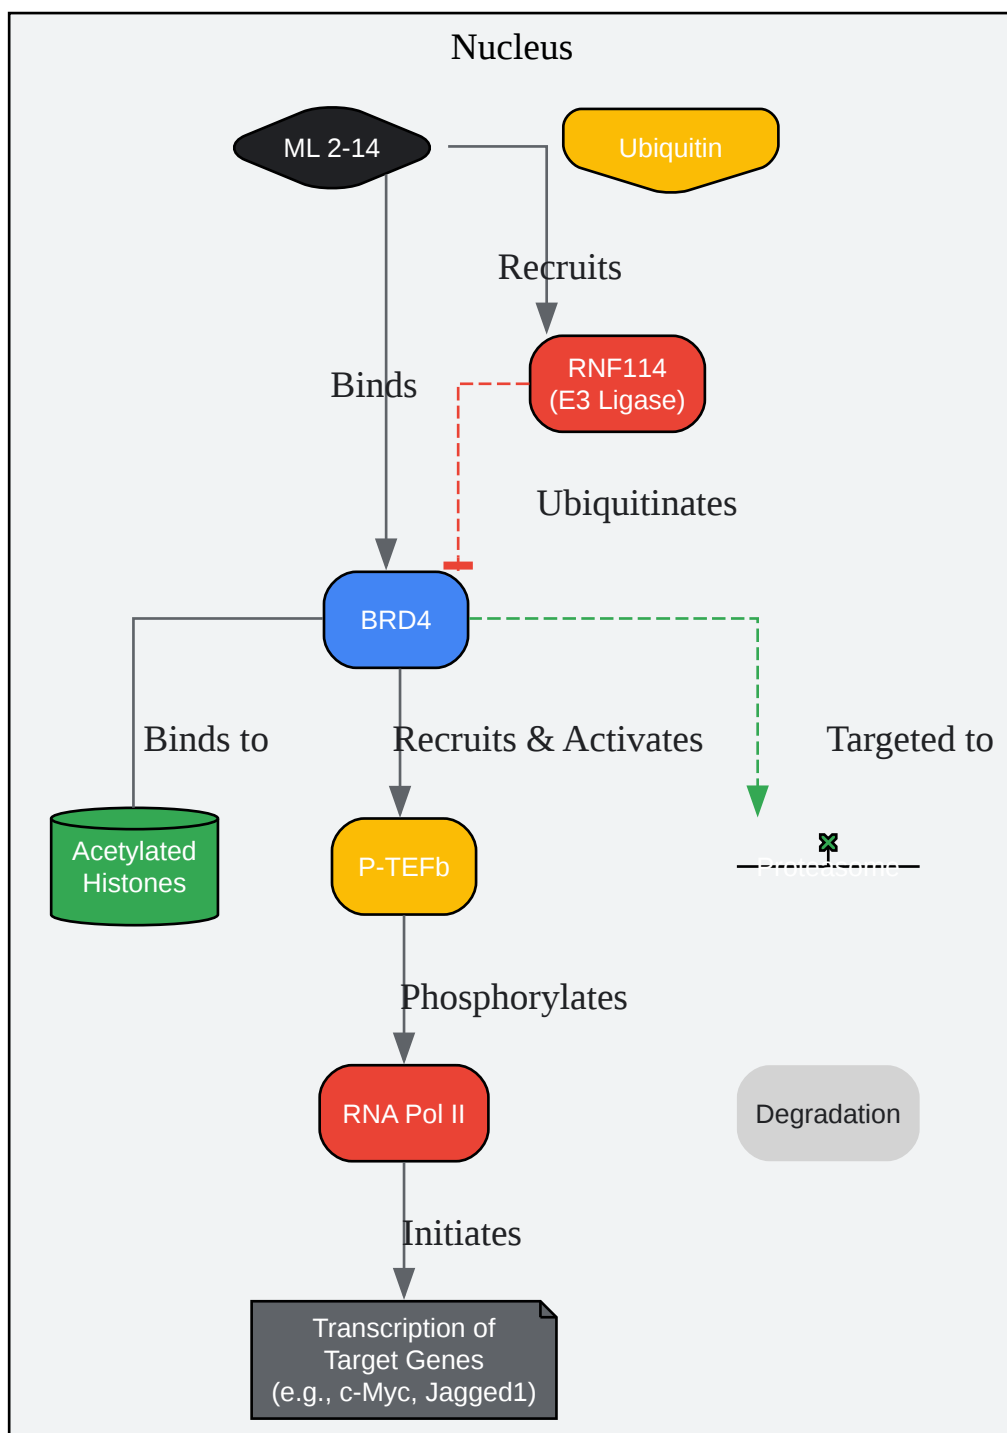 Nucleus
ML 2-14
Ubiquitin
Recruits
RNF114
(E3 Ligase)
Binds
Ubiquitinates
BRD4
Binds to
Recruits & Activates
Targeted to
Acetylated
Histones
P-TEFb
Proteasome
Phosphorylates
RNA Pol II
Degradation
Initiates
Transcription of
Target Genes
(e.g., c-Myc, Jagged1)